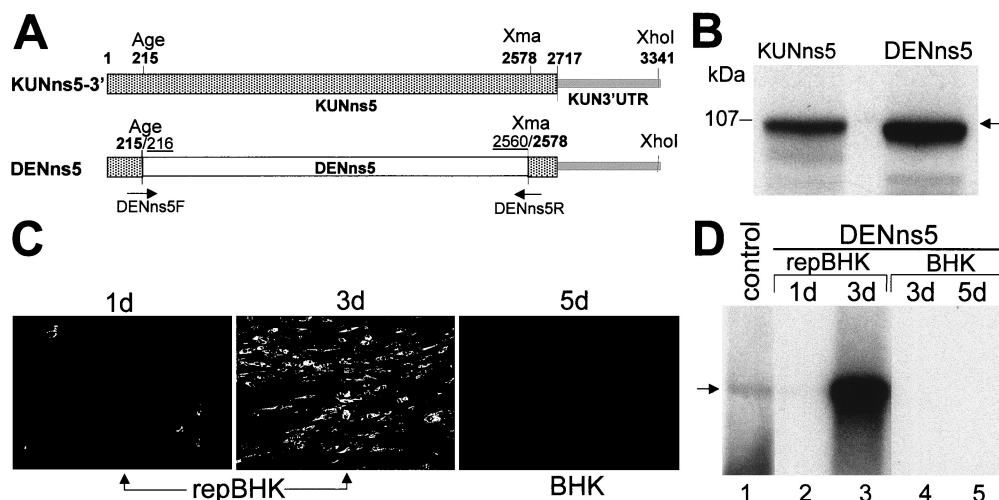 A
Age Xma XhoI
1 215 2578 2717 3341
KUNns5-3’
KUNns5
KUN3’UTR
Age Xma
215/216 2560/2578 XhoI
DENns5 DENns5
DENns5F DENns5R
B
KUNns5 DENns5
kDa
107
C
1d 3d 5d
repBHK BHK
D
DENns5
control
repBHK BHK
1d 3d 3d 5d
1 2 3 4 5